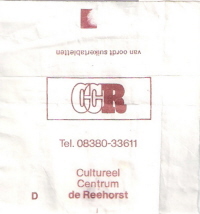 van oordt suikertabletten
CCR
Tel. 08380-33611
Cultureel
Centrum
de Reehorst
D